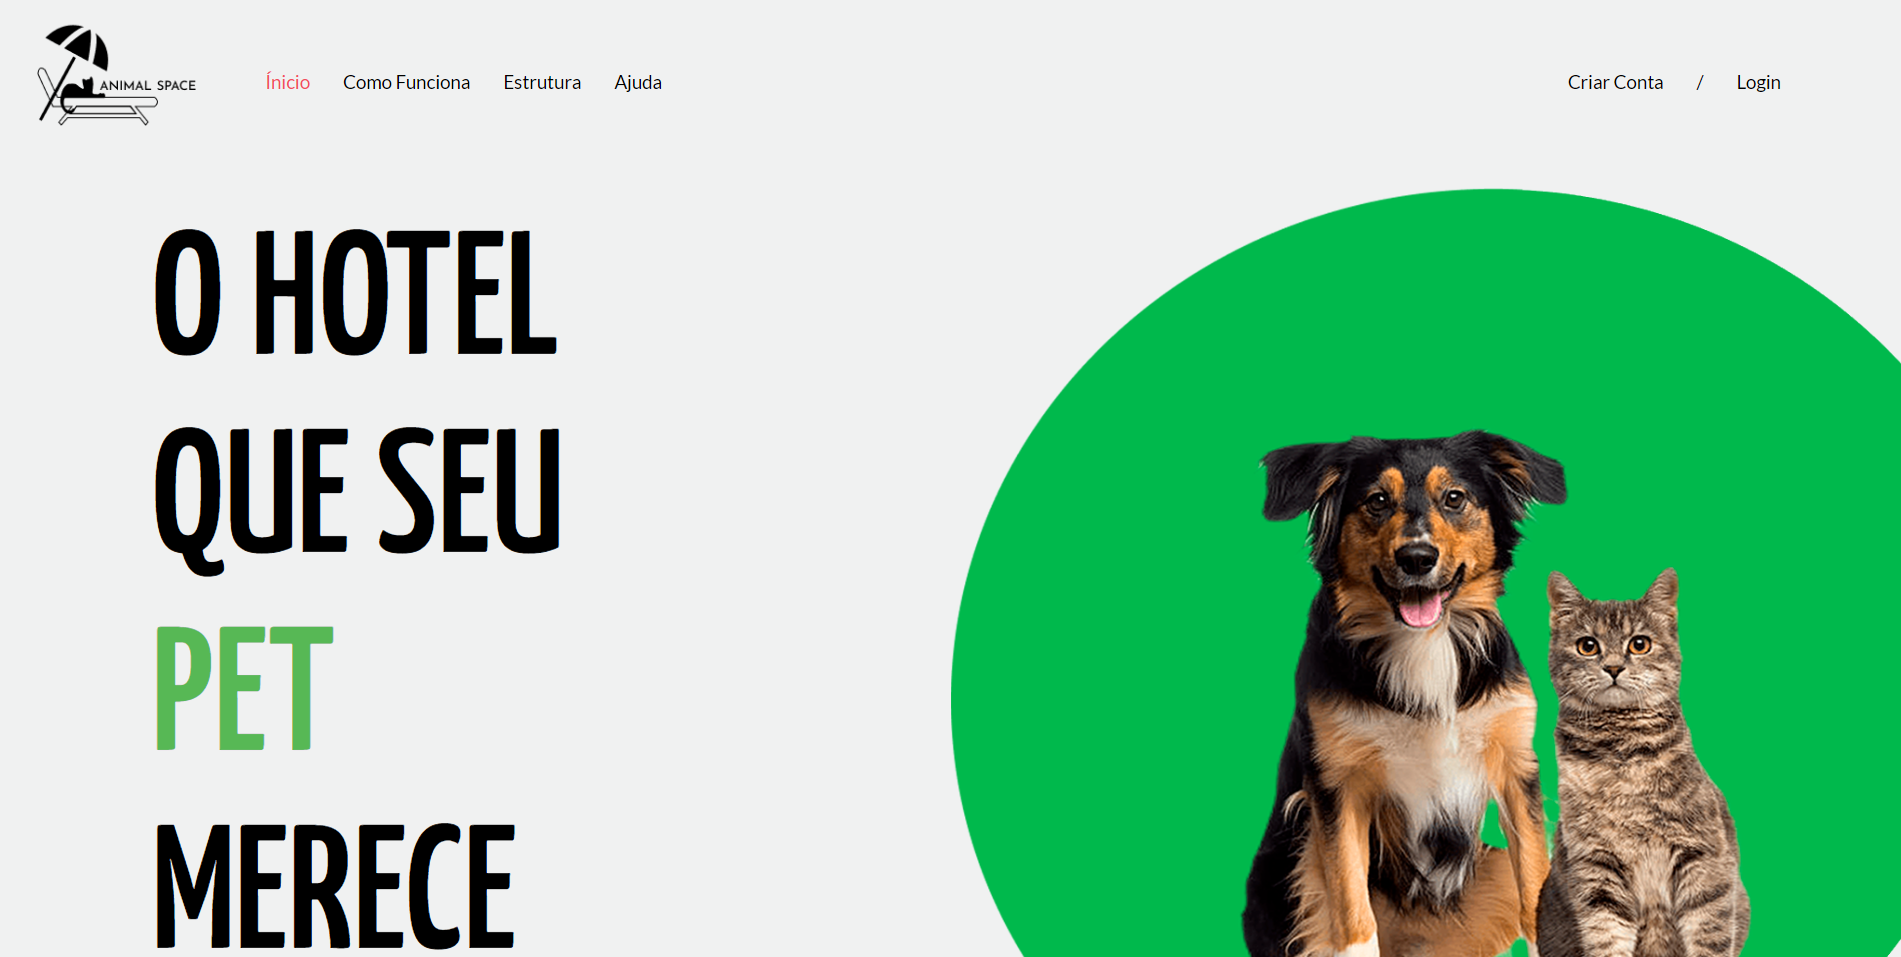 ANIMAL SPACE
Ínicio Como Funciona Estrutura Ajuda Criar Conta / Login
O HOTEL
QUE SEU
PET
MERECE